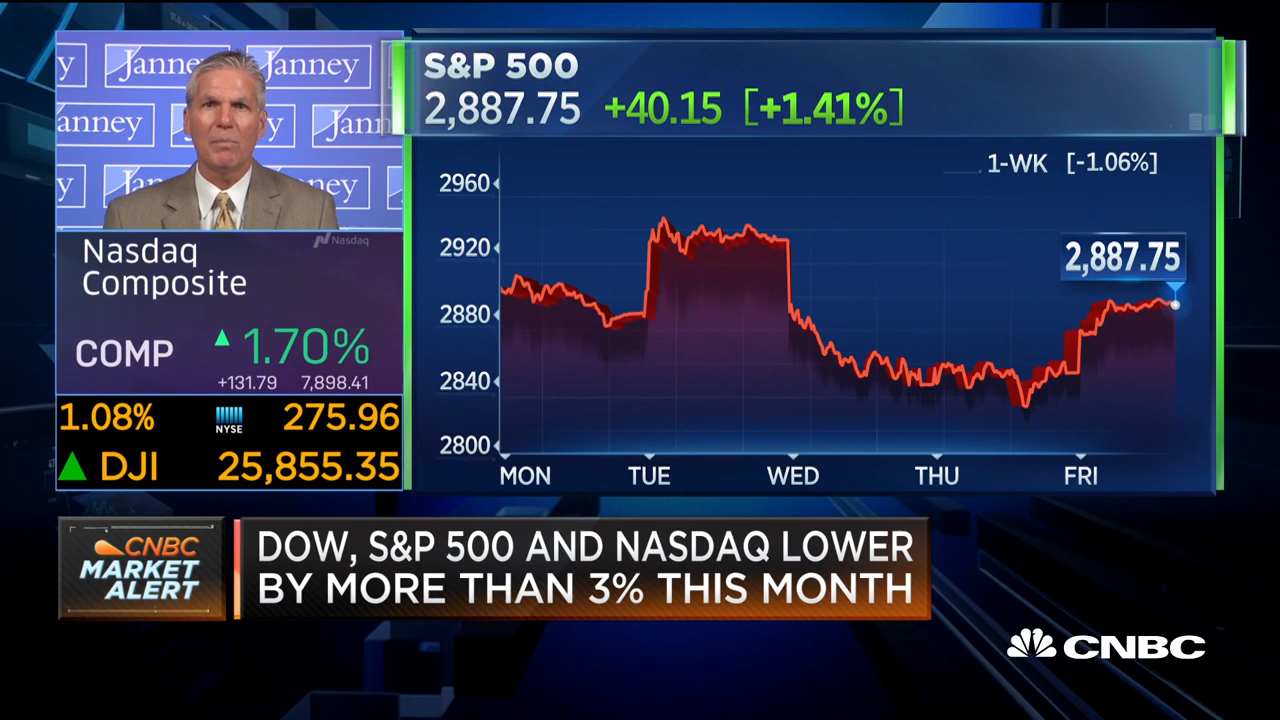 Janney
Janney
Janney
S&P 500
2,887.75 +40.15 [+1.41%]
1-WK [-1.06%]
2960
2920
2880
2840
2800
2,887.75
MON TUE WED THU FRI
Nasdaq
Nasdaq
Composite
COMP 1.70%
+131.79 7,898.41
1.08% NYSE 275.96
DJI 25,855.35
CNBC
MARKET
ALERT
DOW, S&P 500 AND NASDAQ LOWER
BY MORE THAN 3% THIS MONTH
CNBC